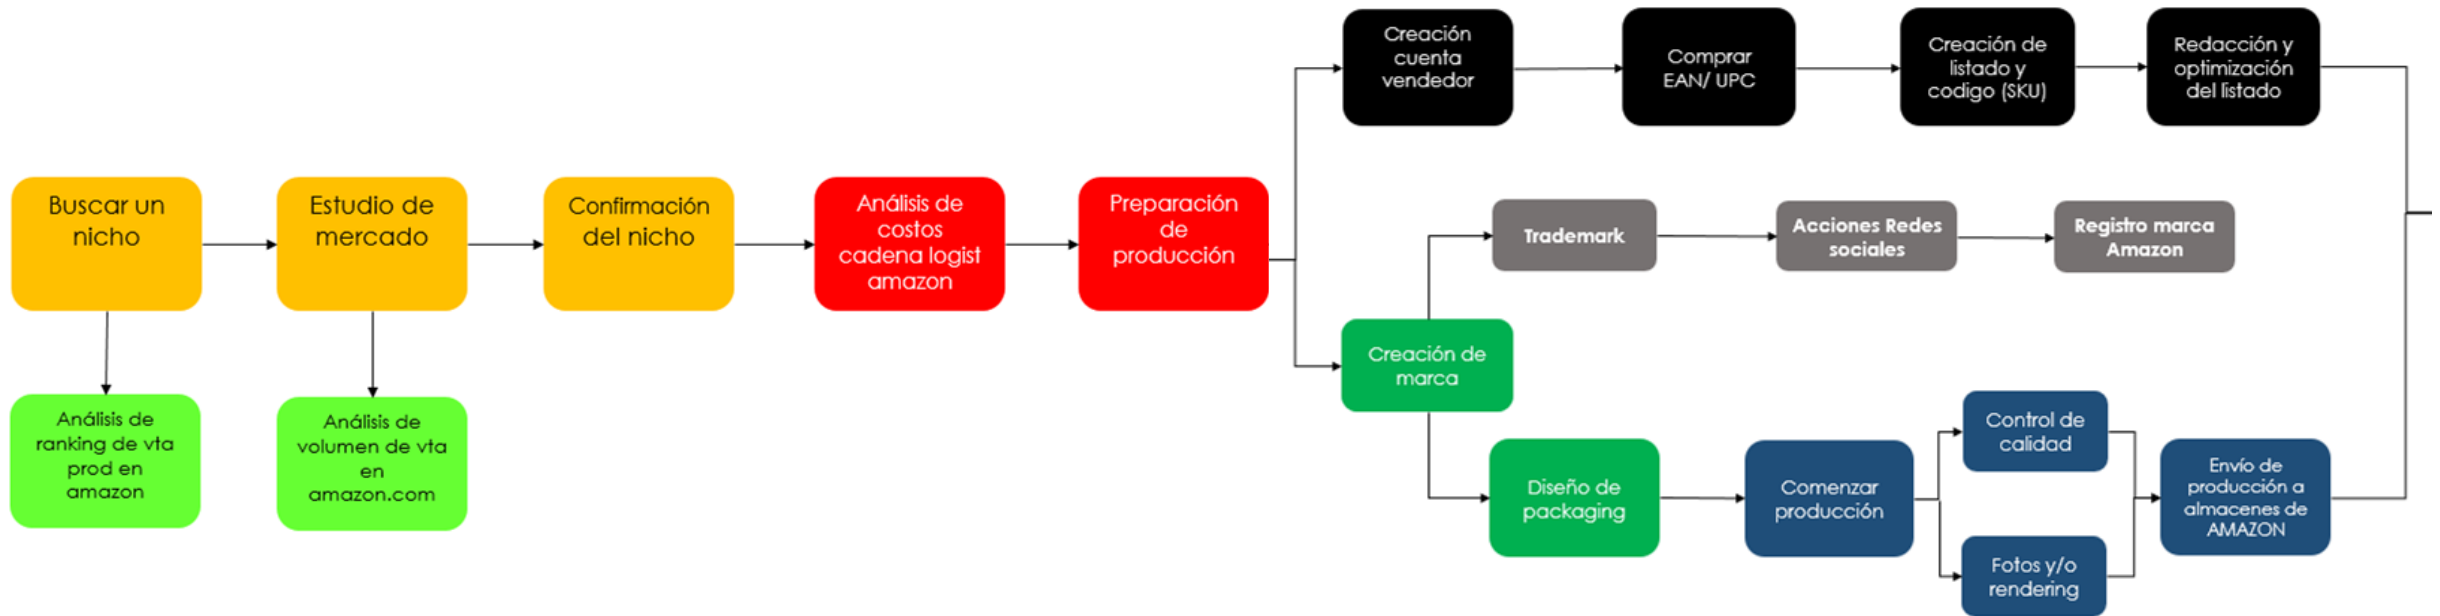 Buscar un
nicho
Análisis de
ranking de vta
prod en
amazon
Estudio de
mercado
Análisis de
volumen de vta
en
amazon.com
Confirmación
del nicho
Análisis de
costos
cadena logist
amazon
Preparación
de
producción
Creación
cuenta
vendedor
Comprar
EAN/ UPC
Creación de
listado y
codigo (SKU)
Redacción y
optimización
del listado
Creación de
marca
Trademark
Acciones Redes
sociales
Registro marca
Amazon
Diseño de
packaging
Comenzar
producción
Control de
calidad
Fotos y/o
rendering
Envío de
producción a
almacenes de
AMAZON